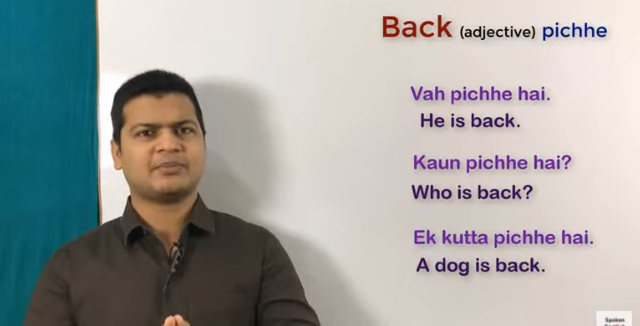 Back (adjective) pichhe
Vah pichhe hai.
He is back.
Kaun pichhe hai?
Who is back?
Ek kutta pichhe hai.
A dog is back.
Spoken